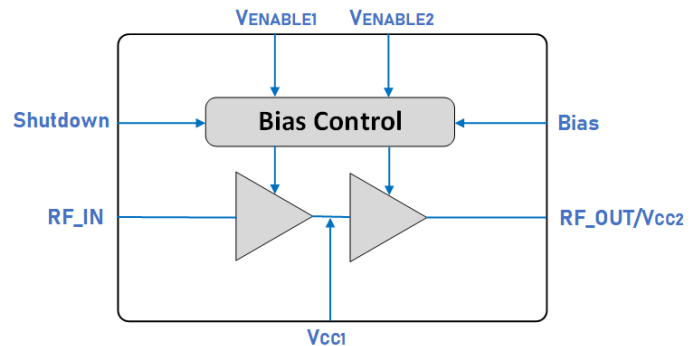 VENABLE1 VENABLE2
Shutdown Bias Control Bias
RF_IN RF_OUT/VCC2
VCC1